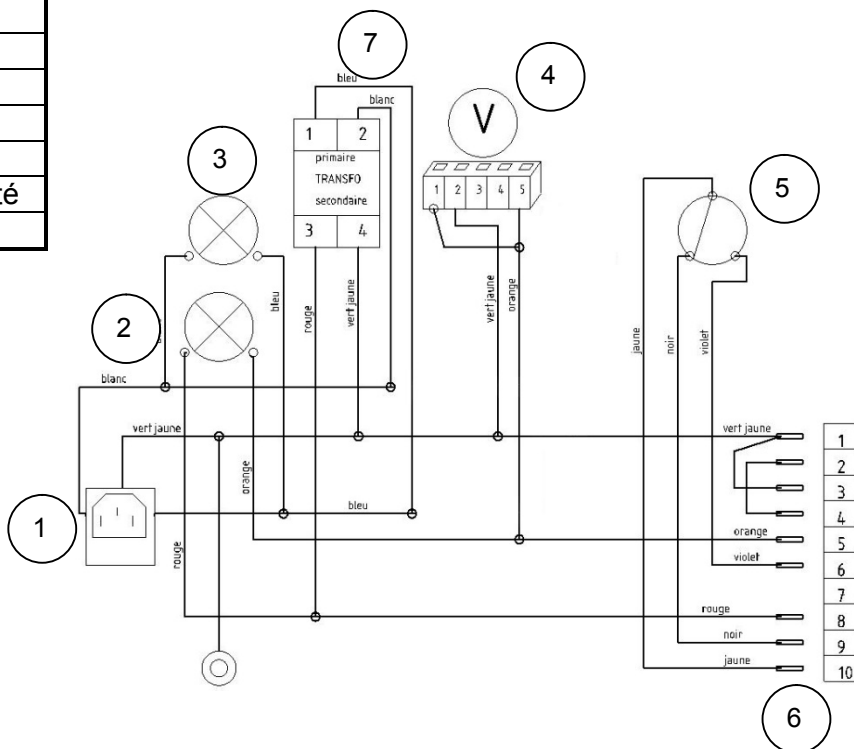 té
7
4
3
5
2
1
6
bleu
blanc
1 2
primaire
TRANSFO
secondaire
3 4
V
1 2 3 4 5
bleu
rouge
vert jaune
vert jaune
orange
jaune
noir
violet
blanc
vert jaune
orange
rouge
bleu
vert jaune
orange
violet
rouge
noir
jaune
1
2
3
4
5
6
7
8
9
10